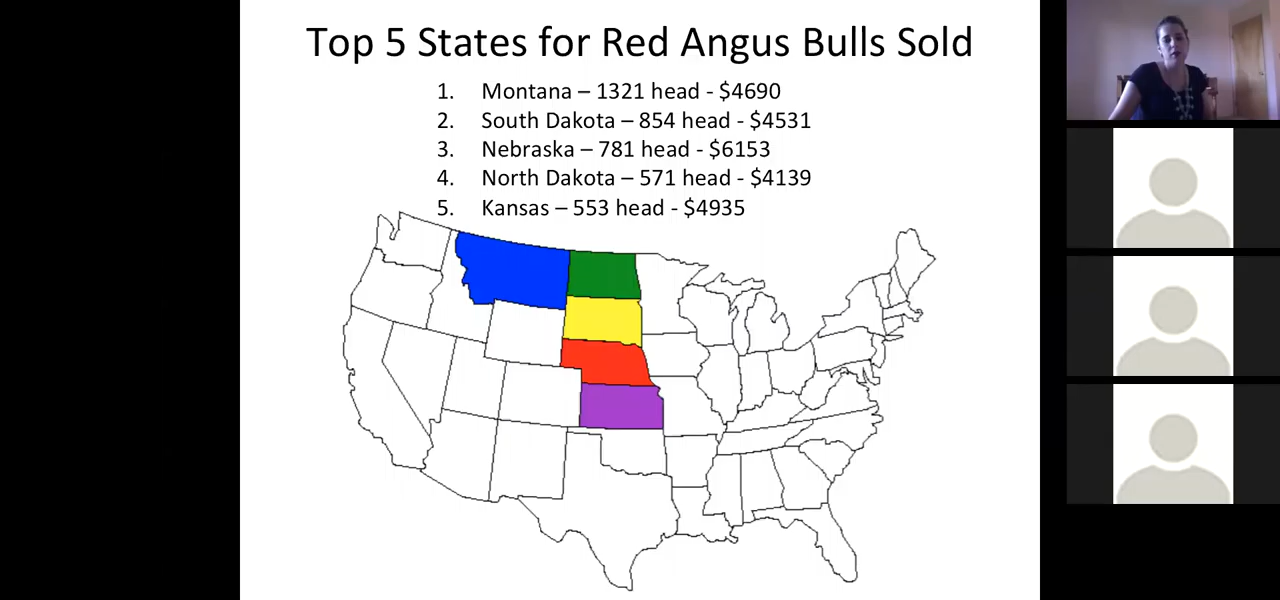 Top 5 States for Red Angus Bulls Sold
1. Montana – 1321 head - $4690
2. South Dakota – 854 head - $4531
3. Nebraska – 781 head - $6153
4. North Dakota – 571 head - $4139
5. Kansas – 553 head - $4935